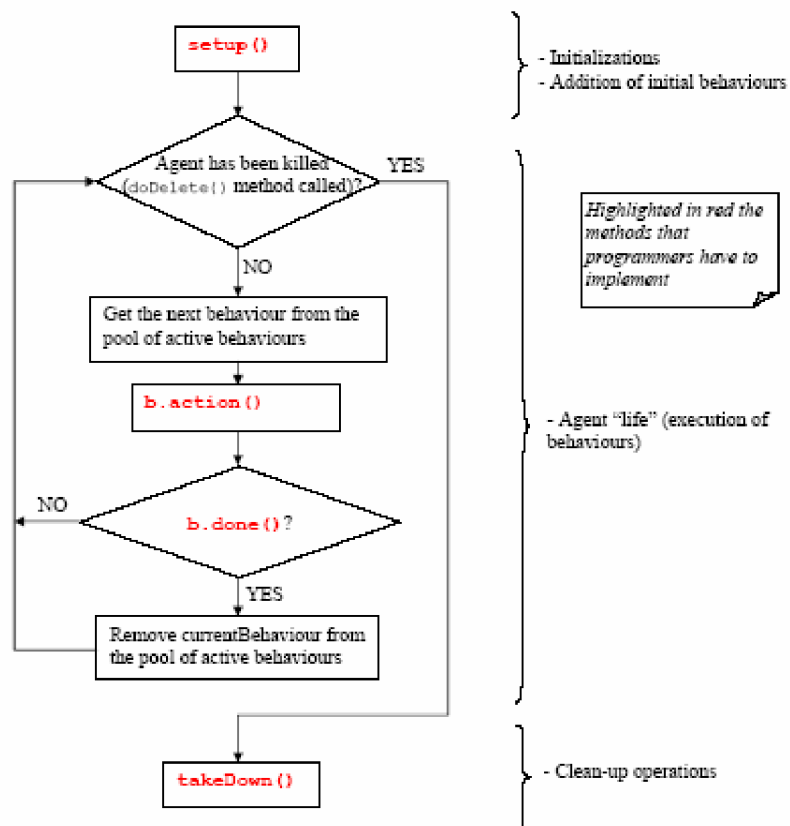 setup()
- Initializations
- Addition of initial behaviours
Agent has been killed
(doDelete() method called)?
YES
Highlighted in red the
methods that
programmers have to
implement
NO
Get the next behaviour from the
pool of active behaviours
b.action()
- Agent “life” (execution of
behaviours)
NO
b.done()?
YES
Remove currentBehaviour from
the pool of active behaviours
takeDown()
- Clean-up operations